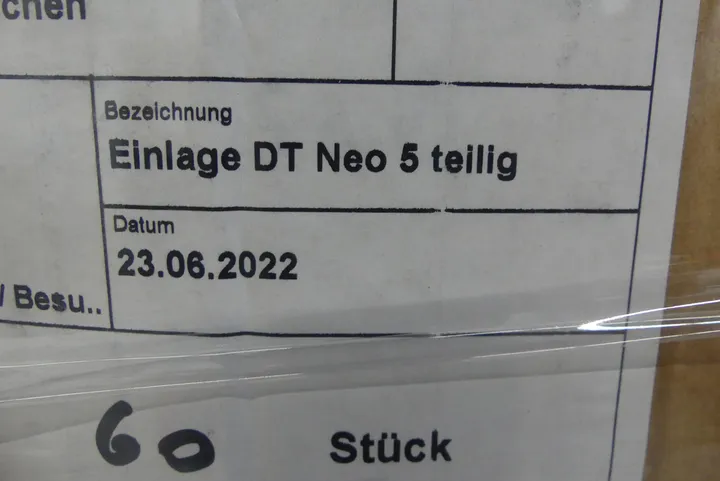 chen
Bezeichnung
Einlage DT Neo 5 teilig
Datum
23.06.2022
/ Besu..
60 Stück